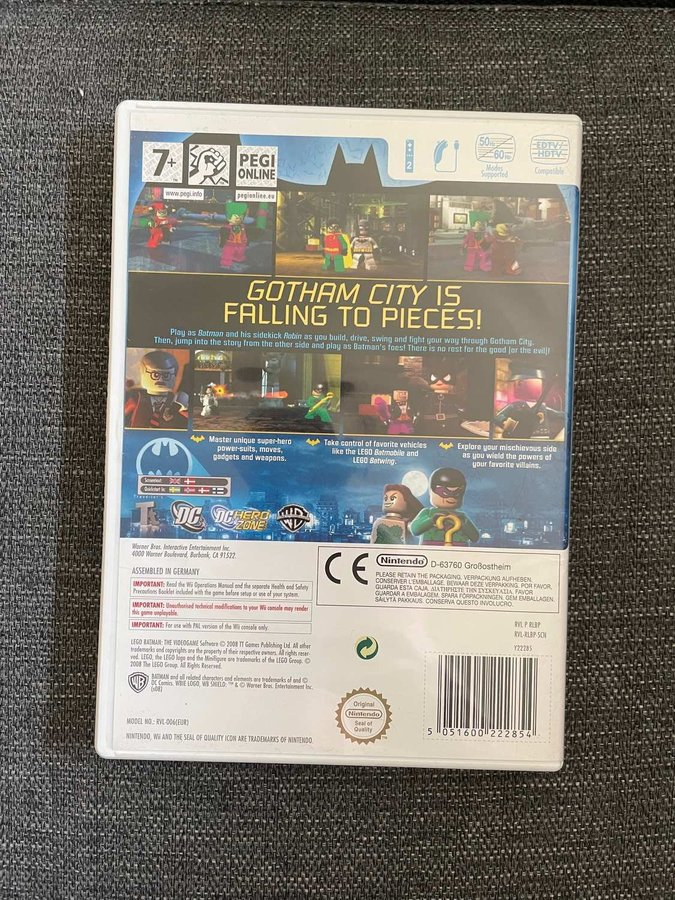 7+
PEGI
ONLINE
www.pegi.info
pegionline.eu
2
50Hz
60Hz
Modes
Supported
EDTV
HDTV
Compatible
GOTHAM CITY IS
FALLING TO PIECES!
Play as Batman and his sidekick Robin as you build, drive, swing and fight your way through Gotham City.
Then, jump into the story from the other side and play as Batman's foes! There is no rest for the good (or the evil)!
Master unique super-hero
power-suits, moves,
gadgets and weapons.
Take control of favorite vehicles
like the LEGO Batmobile and
LEGO Batwing.
Explore your mischievous side
as you wield the powers of
your favorite villains.
Screentext:
Quickstart in:
DC
DC HERO
ZONE
WB
Warner Bros. Interactive Entertainment Inc.
4000 Warner Boulevard, Burbank, CA 91522.
ASSEMBLED IN GERMANY
IMPORTANT: Read the Wii Operations Manual and the separate Health and Safety
Precautions Booklet included with the game before setup or use of your system.
IMPORTANT: Unauthorised technical modifications to your Wii console may render
this game unplayable.
IMPORTANT: For use with PAL version of the Wii console only.
CE
Nintendo D-63760 Großostheim
PLEASE RETAIN THE PACKAGING. VERPACKUNG AUFHEBEN.
CONSERVER L'EMBALLAGE. BEWAAR DEZE VERPAKKING, POR FAVOR,
GUARDA ESTA CAJA. ΔΙΑΤΗΡΗΣΤΕ ΤΗ ΣΥΣΚΕΥΑΣΙΑ. FAVOR
GUARDAR A EMBALAGEM. SPARA FÖRPACKNINGEN. GEM EMBALLAGEN.
SÄILYTÄ PAKKAUS. CONSERVA QUESTO INVOLUCRO.
RVL P RLBP
RVL-RLBP-SCN
Y22285
LEGO BATMAN: THE VIDEOGAME Software © 2008 TT Games Publishing Ltd. All other
trademarks and copyrights are the property of their respective owners. All rights reserved.
LEGO, the LEGO logo and the Minifigure are trademarks of the LEGO Group. ©
2008 The LEGO Group. All Rights Reserved.
WB
BATMAN and all related characters and elements are trademarks of and ©
DC Comics. WBIE LOGO, WB SHIELD: ™ & © Warner Bros. Entertainment Inc.
(s08)
MODEL NO.: RVL-006(EUR)
NINTENDO, Wii AND THE SEAL OF QUALITY ICON ARE TRADEMARKS OF NINTENDO.
Original
Nintendo
Seal of
Quality
5 051600 222854